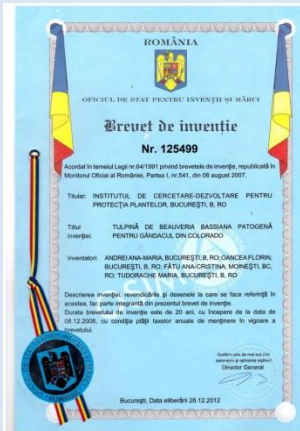 ROMÂNIA
OFICIUL DE STAT PENTRU INVENȚII ȘI MĂRCI
Brevet de invenție
Nr. 125499
Acordat în temeiul Legii nr.64/1991 privind brevetele de invenție, republicată în
Monitorul Oficial al României, Partea I, nr.541, din 08 august 2007.
Titular: INSTITUTUL DE CERCETARE-DEZVOLTARE PENTRU
PROTECȚIA PLANTELOR, BUCUREȘTI, B, RO
Titlul TULPINĂ DE BEAUVERIA BASSIANA PATOGENĂ
invenției: PENTRU GÂNDACUL DIN COLORADO
Inventatori: ANDREI ANA-MARIA, BUCUREȘTI, B, RO; OANCEA FLORIN,
BUCUREȘTI, B, RO; FĂTU ANA-CRISTINA, MOINEȘTI, BC,
RO; TUDORACHE MARIA, BUCUREȘTI, B, RO
Descrierea invenției, revendicările și desenele la care se face referință în
acestea, fac parte integrantă din prezentul brevet de invenție.
Durata brevetului de invenție este de 20 ani, cu începere de la data de
08.12.2008, cu condiția plății taxelor anuale de menținere în vigoare a
brevetului.
Director General
București, Data eliberării 28.12.2012